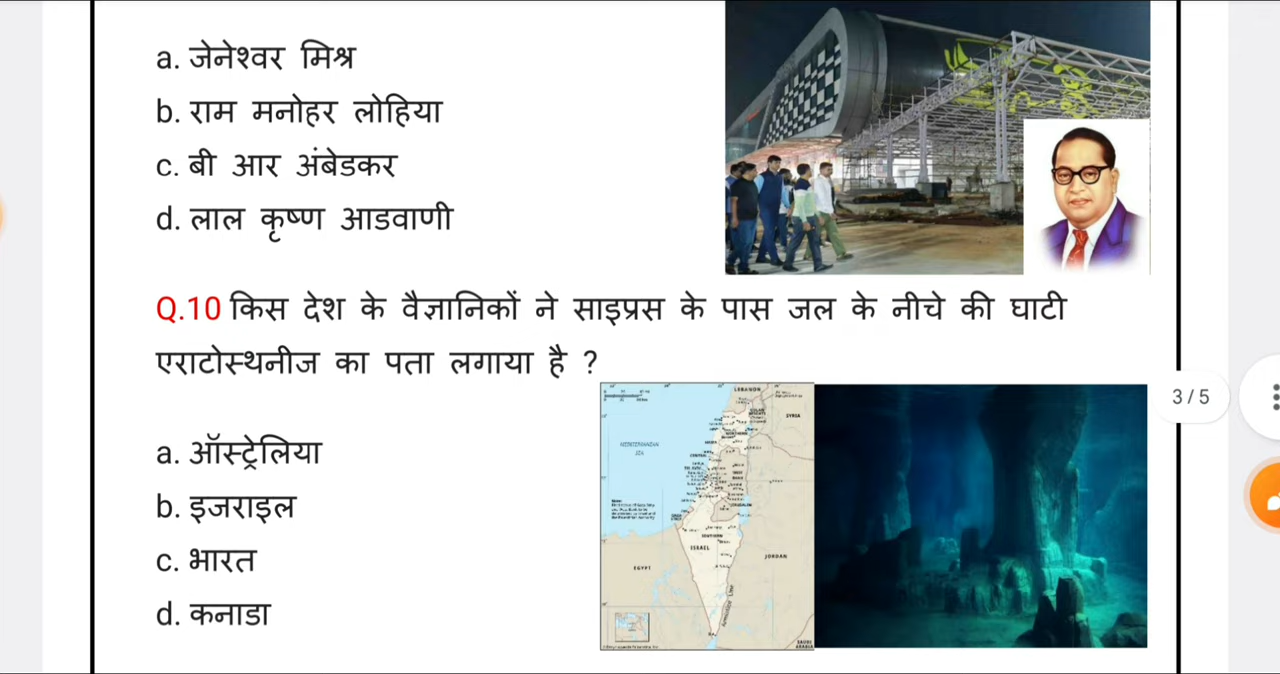 a. जेनेश्वर मिश्र
b. राम मनोहर लोहिया
c. बी आर अंबेडकर
d. लाल कृष्ण आडवाणी
Q.10 किस देश के वैज्ञानिकों ने साइप्रस के पास जल के नीचे की घाटी
एराटोस्थनीज का पता लगाया है ?
a. ऑस्ट्रेलिया
b. इजराइल
c. भारत
d. कनाडा
LEBANON
SYRIA
MEDITERRANEAN
SEA
SOUTHERN
ISRAEL
JORDAN
EGYPT
SAUDI
ARABIA
3 / 5